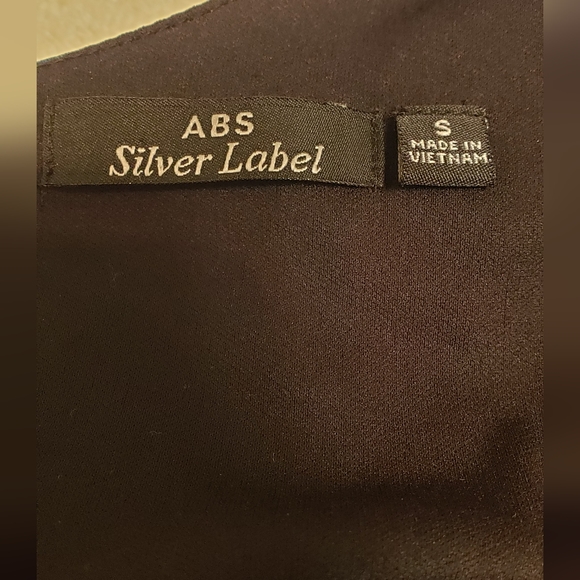 ABS
Silver Label
S
MADE IN
VIETNAM